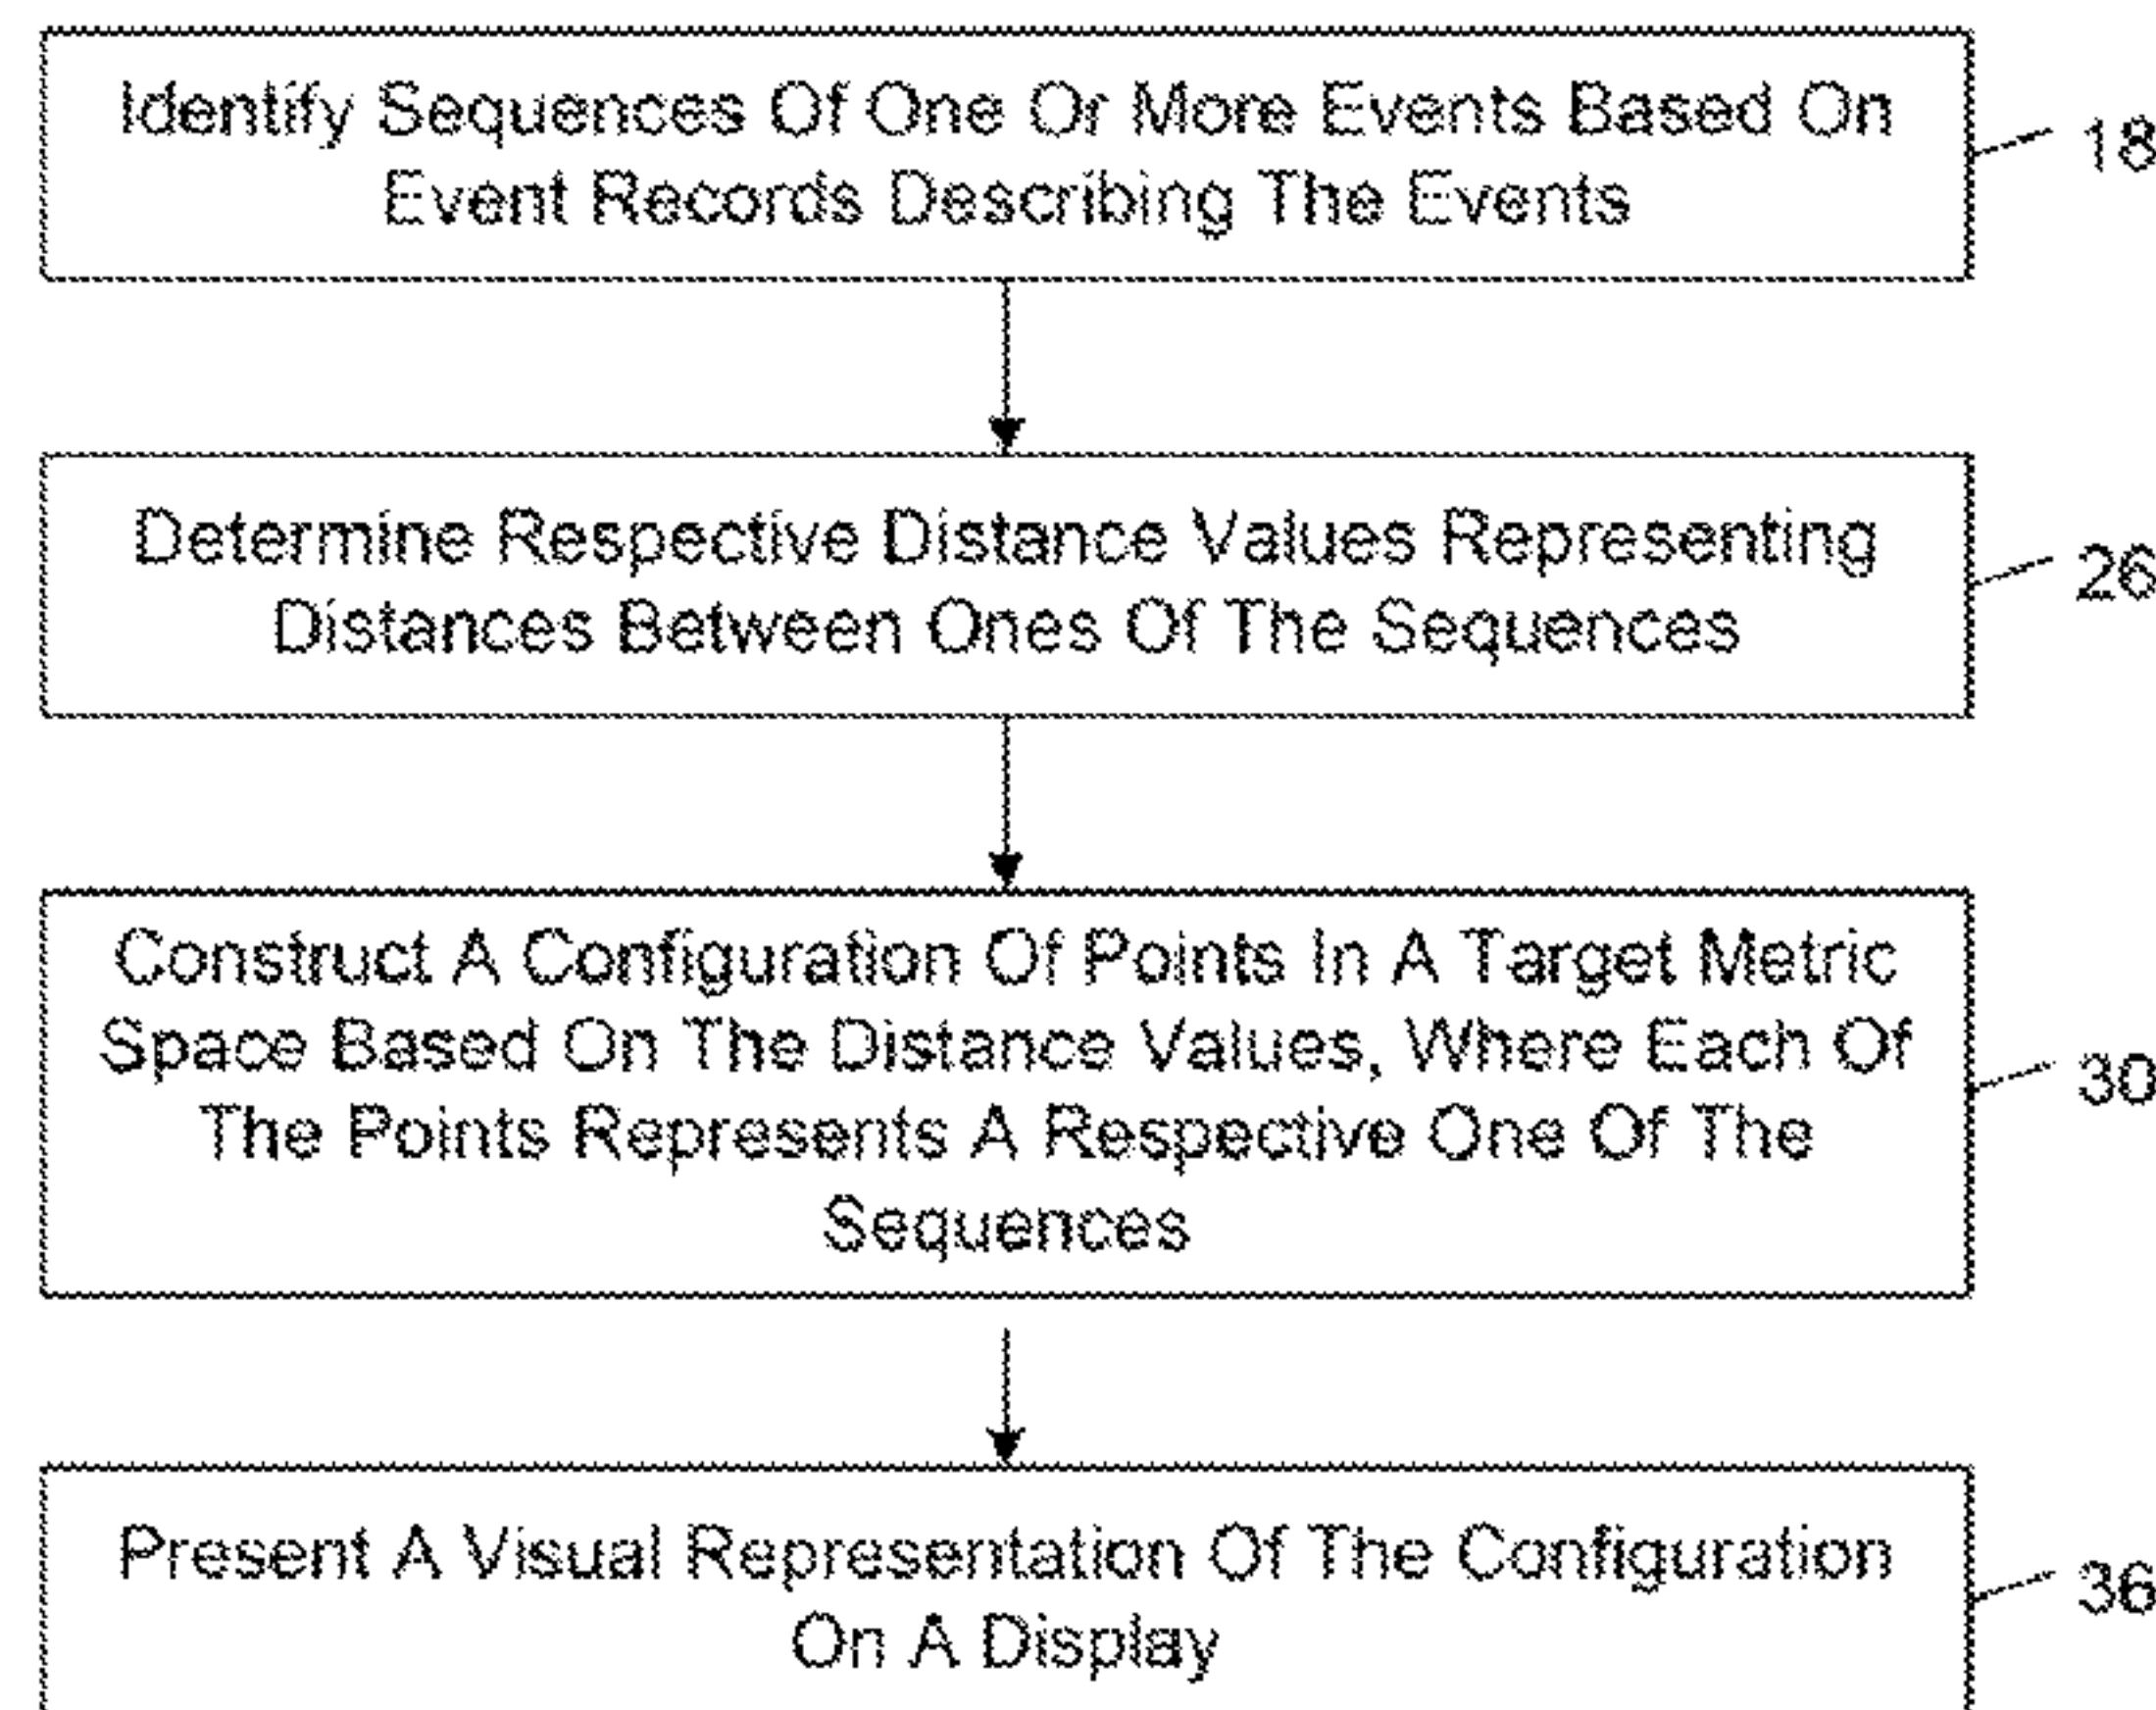 Identify Sequences Of One Or More Events Based On
Event Records Describing The Events
18
Determine Respective Distance Values Representing
Distances Between Ones Of The Sequences
26
Construct A Configuration Of Points In A Target Metric
Space Based On The Distance Values, Where Each Of
The Points Represents A Respective One Of The
Sequences
30
Present A Visual Representation Of The Configuration
On A Display
36